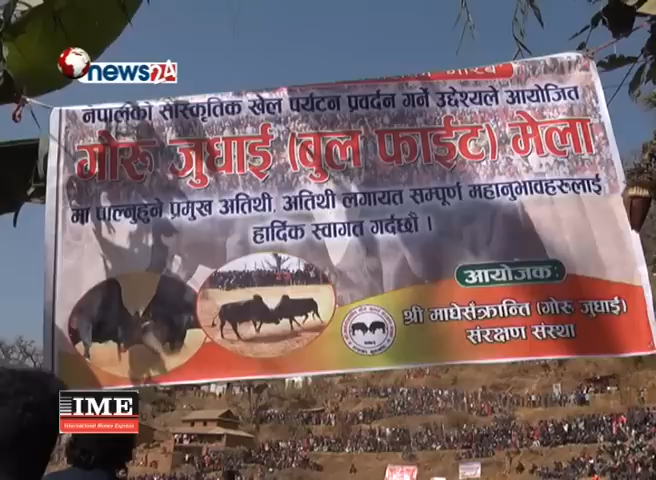 news24
नेपालको सांस्कृतिक खेल पर्यटन प्रवर्दन गर्ने उद्देश्यले आयोजित
गोरु जुधाई (बुल फाईट) मेला
मा पाल्नुहुने प्रमुख अतिथी, अतिथी लगायत सम्पूर्ण महानुभावहरुलाई
हार्दिक स्वागत गर्दछौं ।
आयोजक:
श्री माघेसंक्रान्ति (गोरु जुधाई)
संरक्षण संस्था
IME
International Money Express